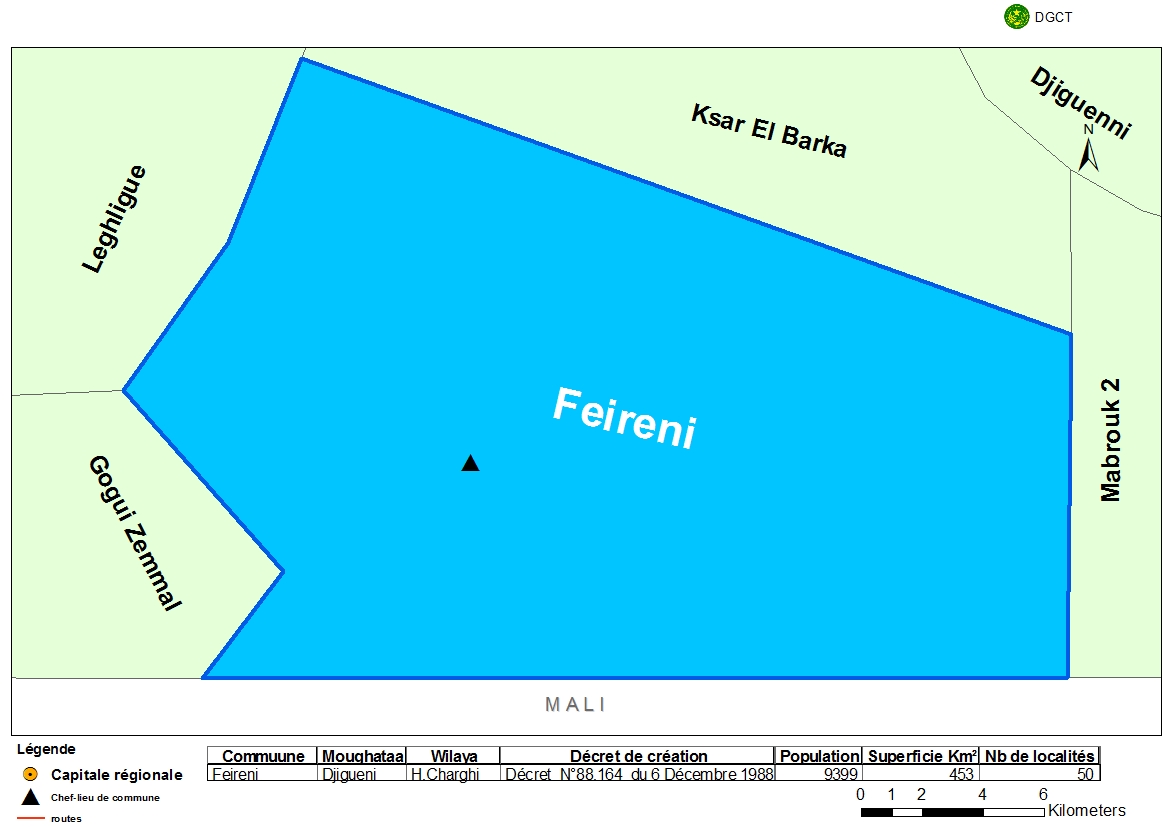 DGCT
Djiguenni
Ksar El Barka
N
Leghligue
Feireni
Mabrouk 2
Gogui Zemmal
MALI
Légende
Capitale régionale
Chef-lieu de commune
routes
Commuune Moughataa Wilaya Décret de création Population Superficie Km² Nb de localités
Feireni Djigueni H.Charghi Décret N°88.164 du 6 Décembre 1988 9399 453 50
0 1 2 4 6
Kilometers